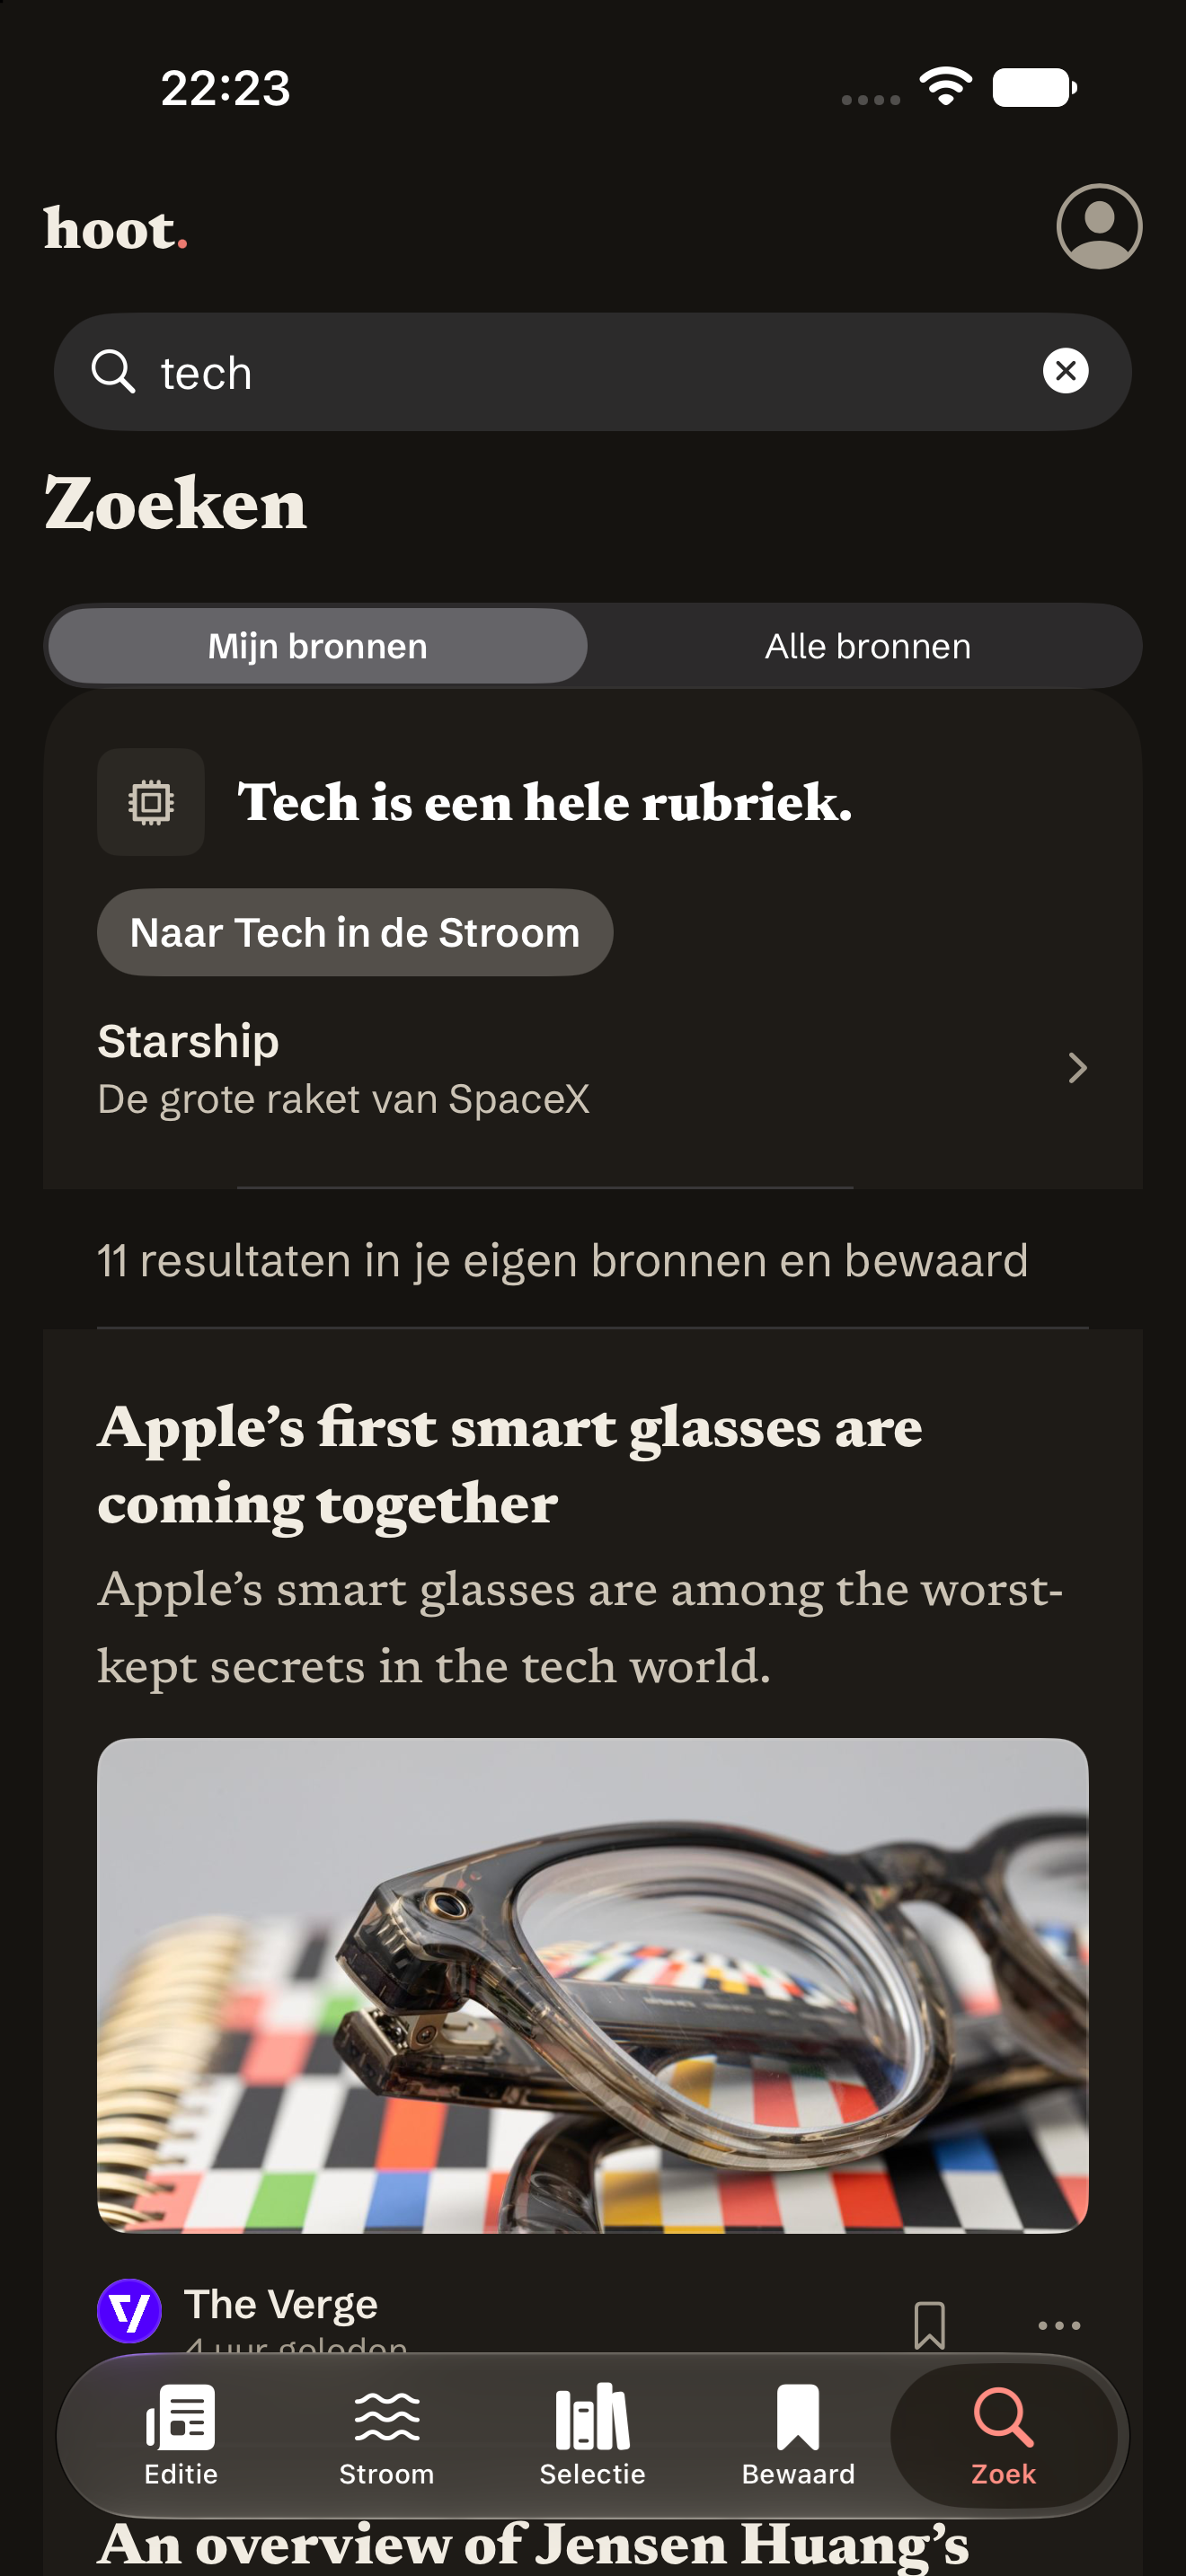 22:23
hoot.
tech
Zoeken
Mijn bronnen
Alle bronnen
Tech is een hele rubriek.
Naar Tech in de Stroom
Starship
De grote raket van SpaceX
11 resultaten in je eigen bronnen en bewaard
Apple’s first smart glasses are
coming together
Apple’s smart glasses are among the worst-
kept secrets in the tech world.
The Verge
4 uur geleden
Editie
Stroom
Selectie
Bewaard
Zoek
An overview of Jensen Huang’s